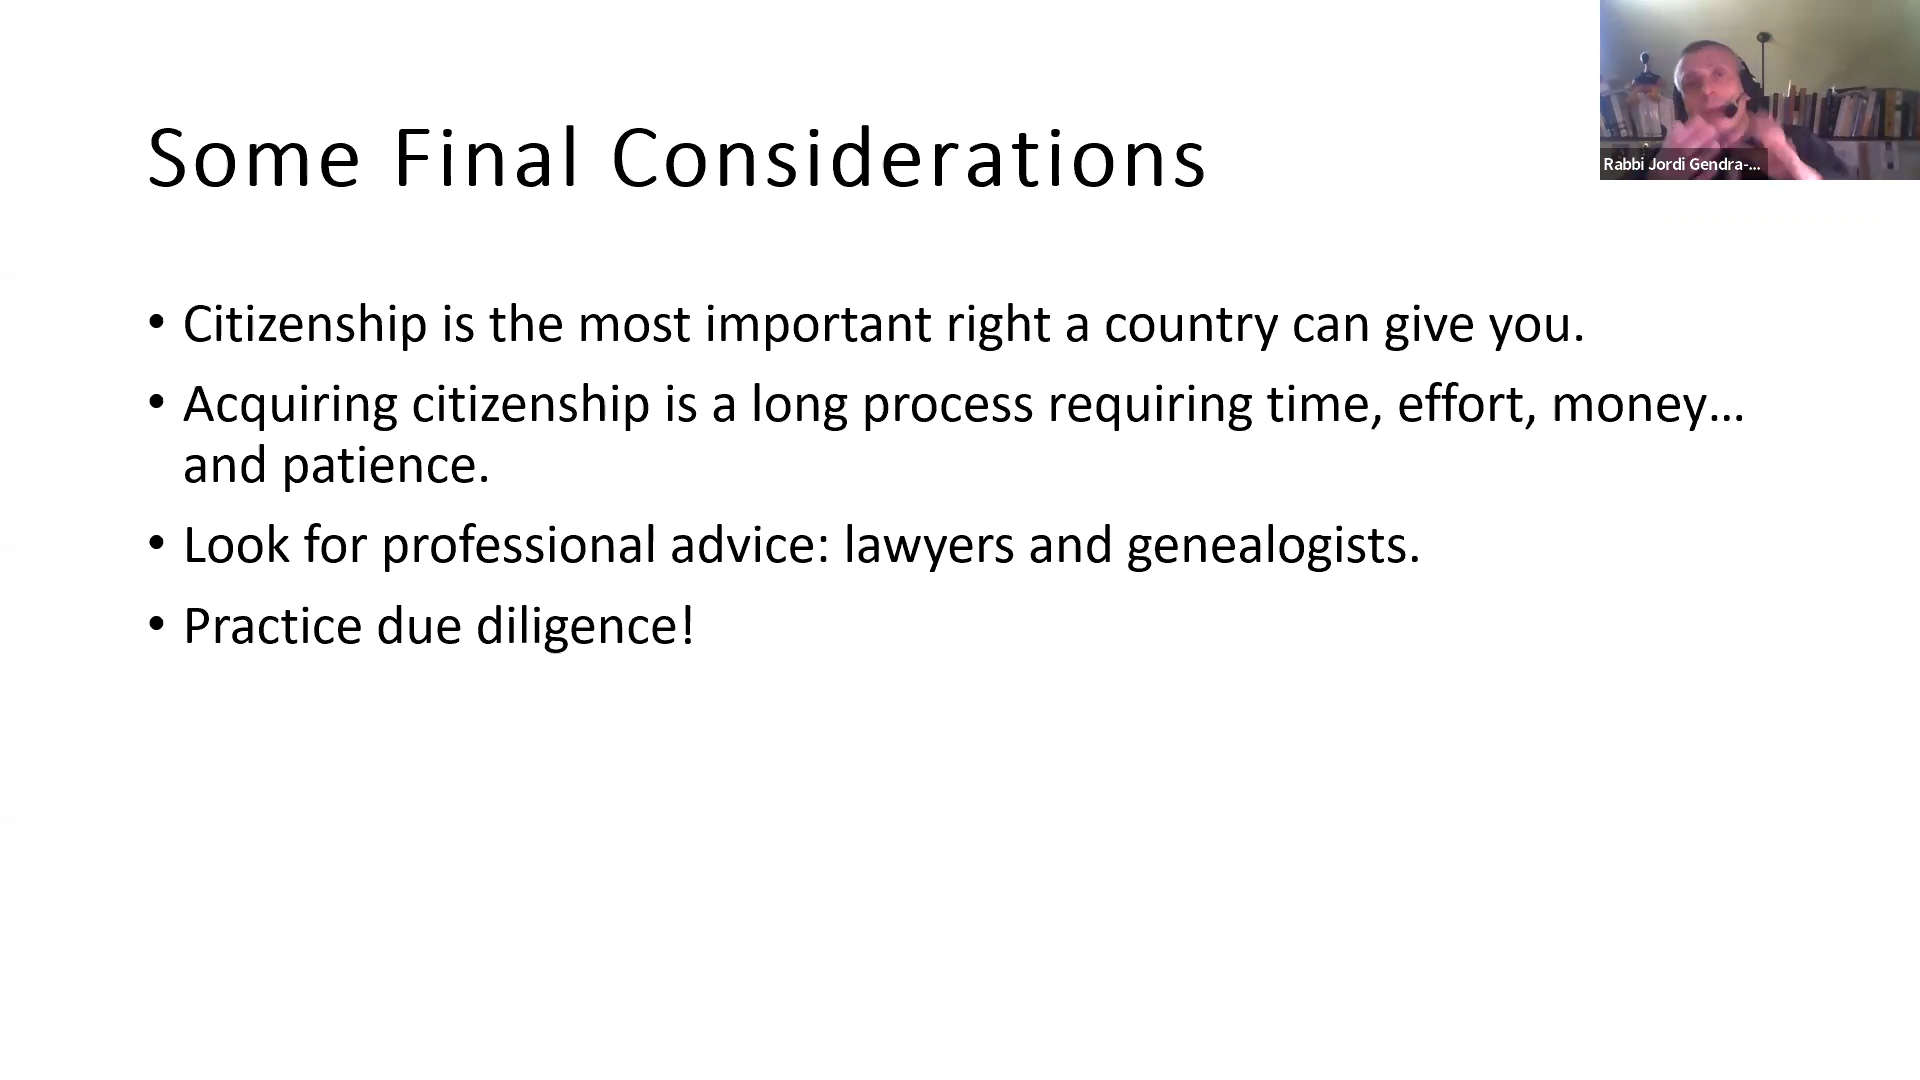 Some Final Considerations
• Citizenship is the most important right a country can give you.
• Acquiring citizenship is a long process requiring time, effort, money…
and patience.
• Look for professional advice: lawyers and genealogists.
• Practice due diligence!
Rabbi Jordi Gendra-...